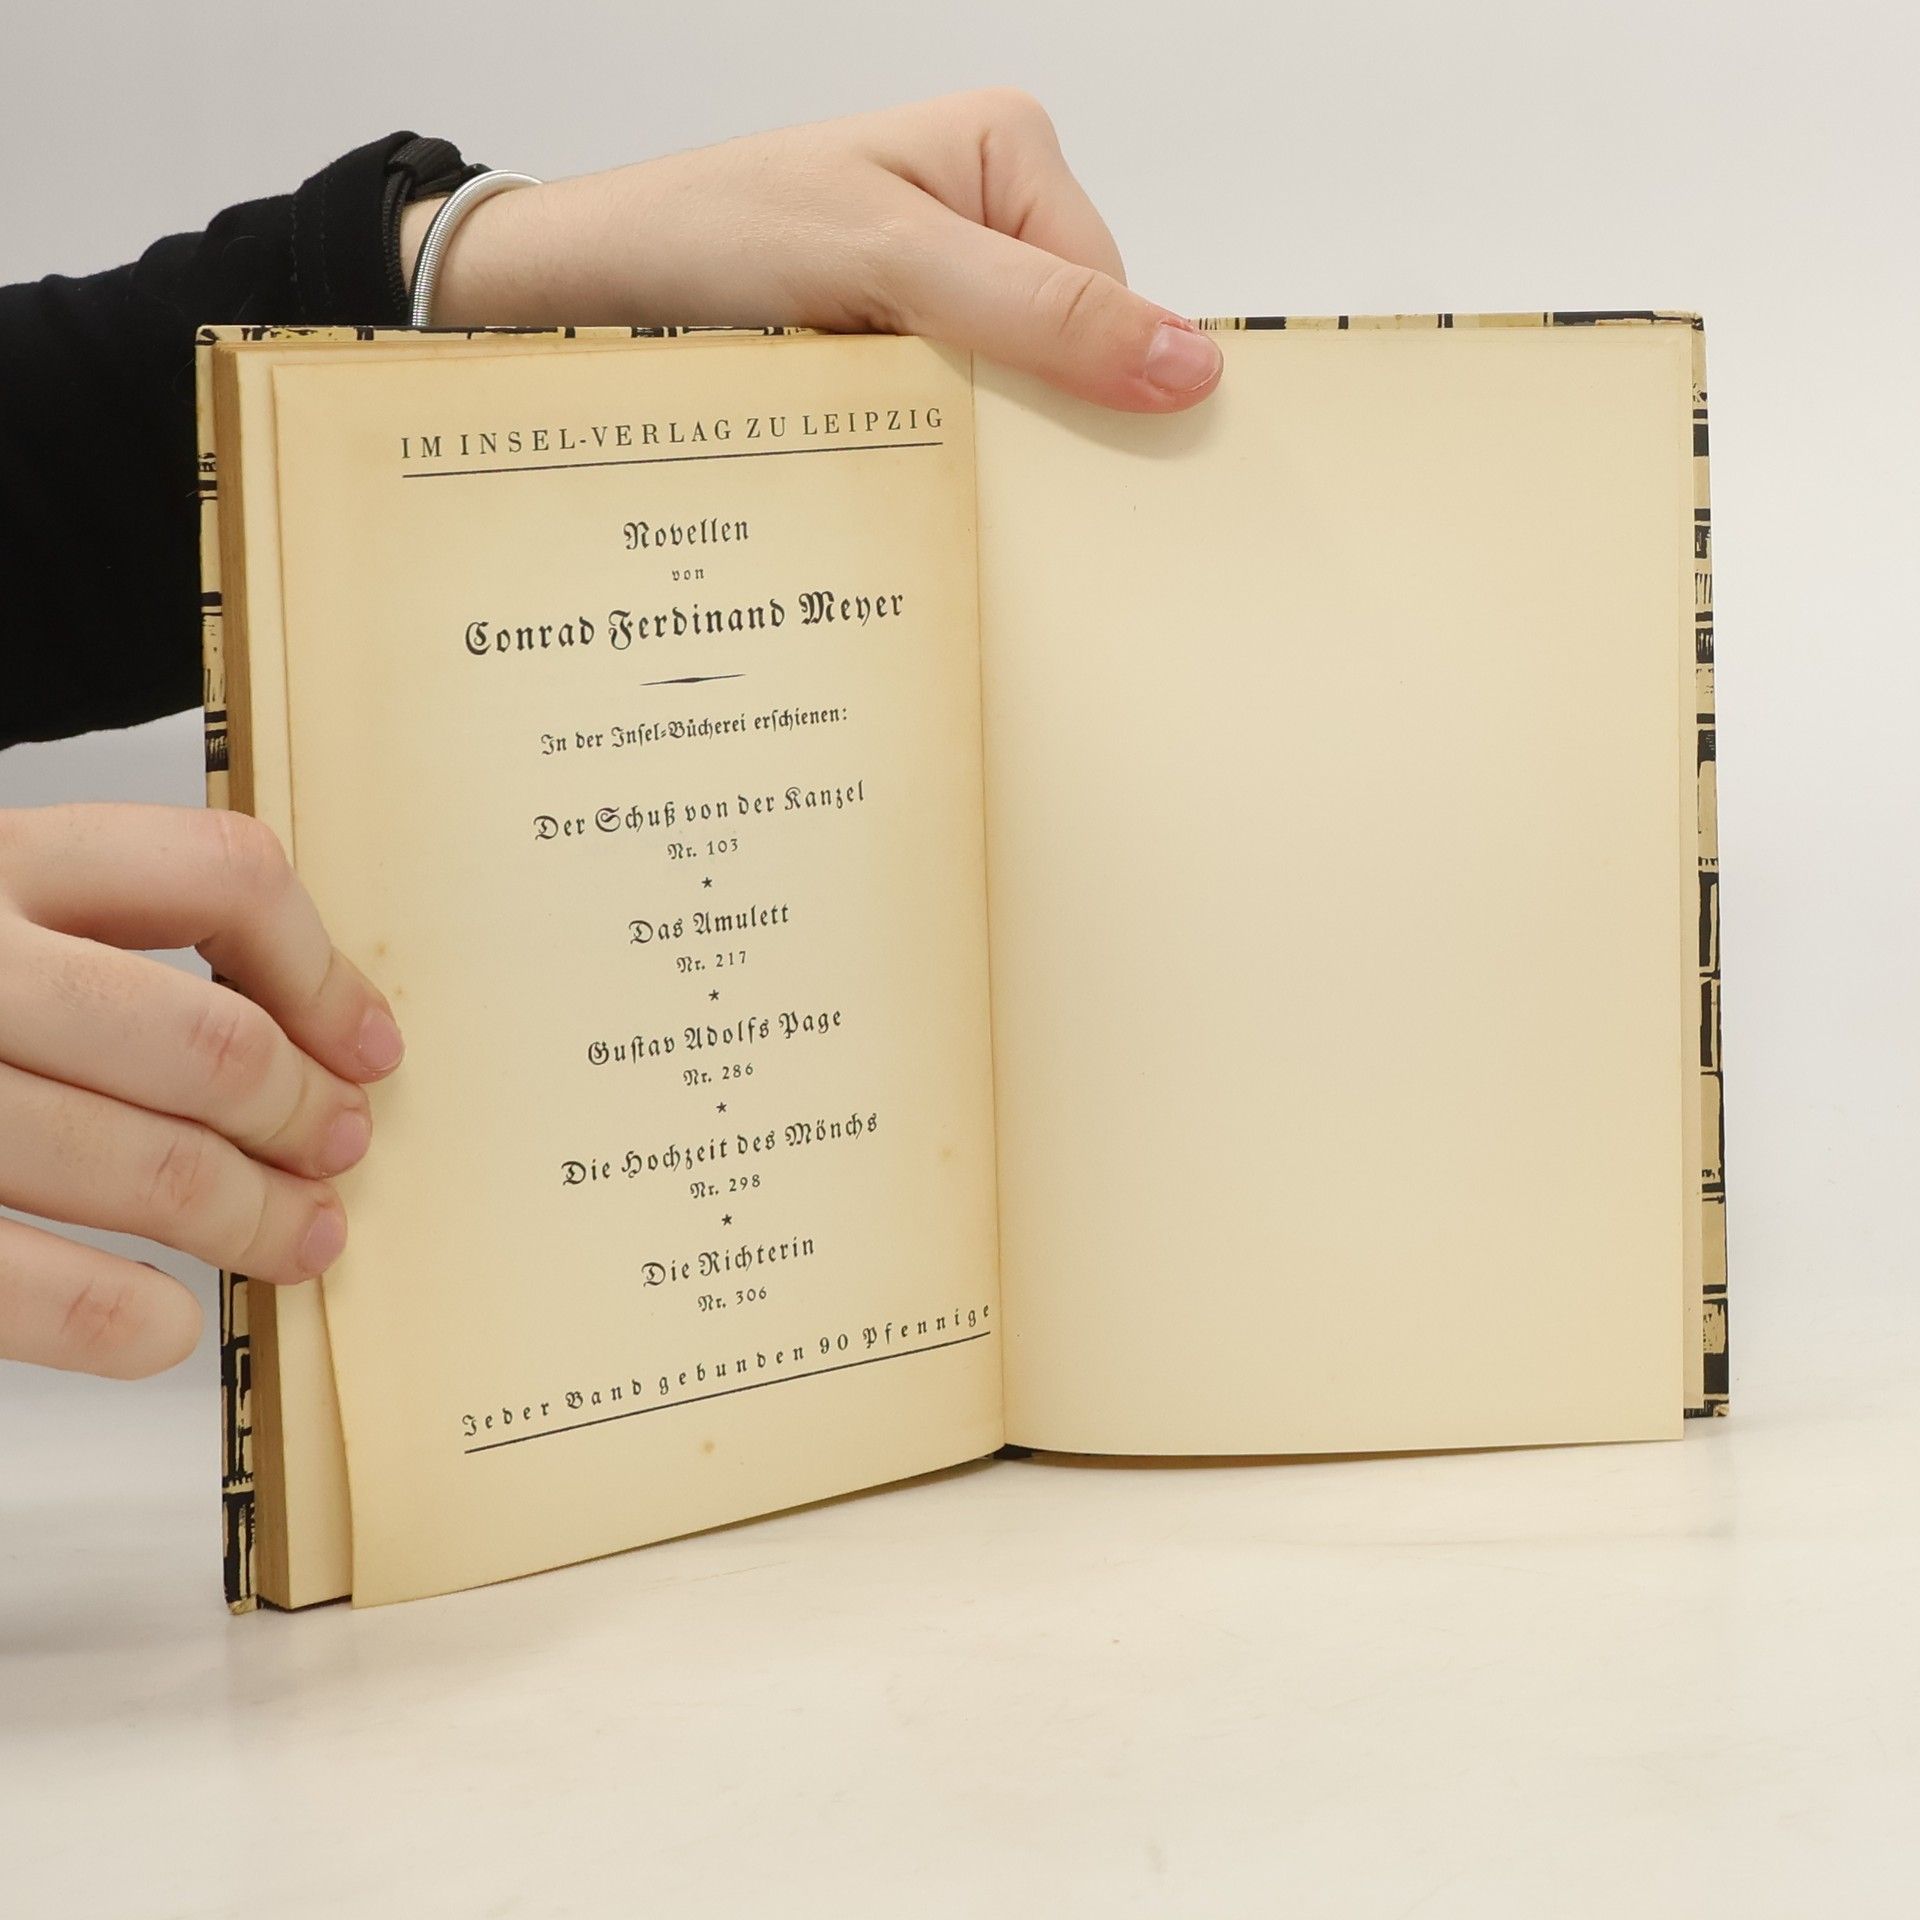 IM INSEL-VERLAG ZU LEIPZIG
Novellen
von
Conrad Ferdinand Meyer
In der Inſel-Bücherei erſchienen:
Der Schuß von der Kanzel
Nr. 103
★
Das Amulett
Nr. 217
★
Guſtav Adolfs Page
Nr. 286
★
Die Hochzeit des Mönchs
Nr. 298
★
Die Richterin
Nr. 306
Jeder Band gebunden 90 Pfennige